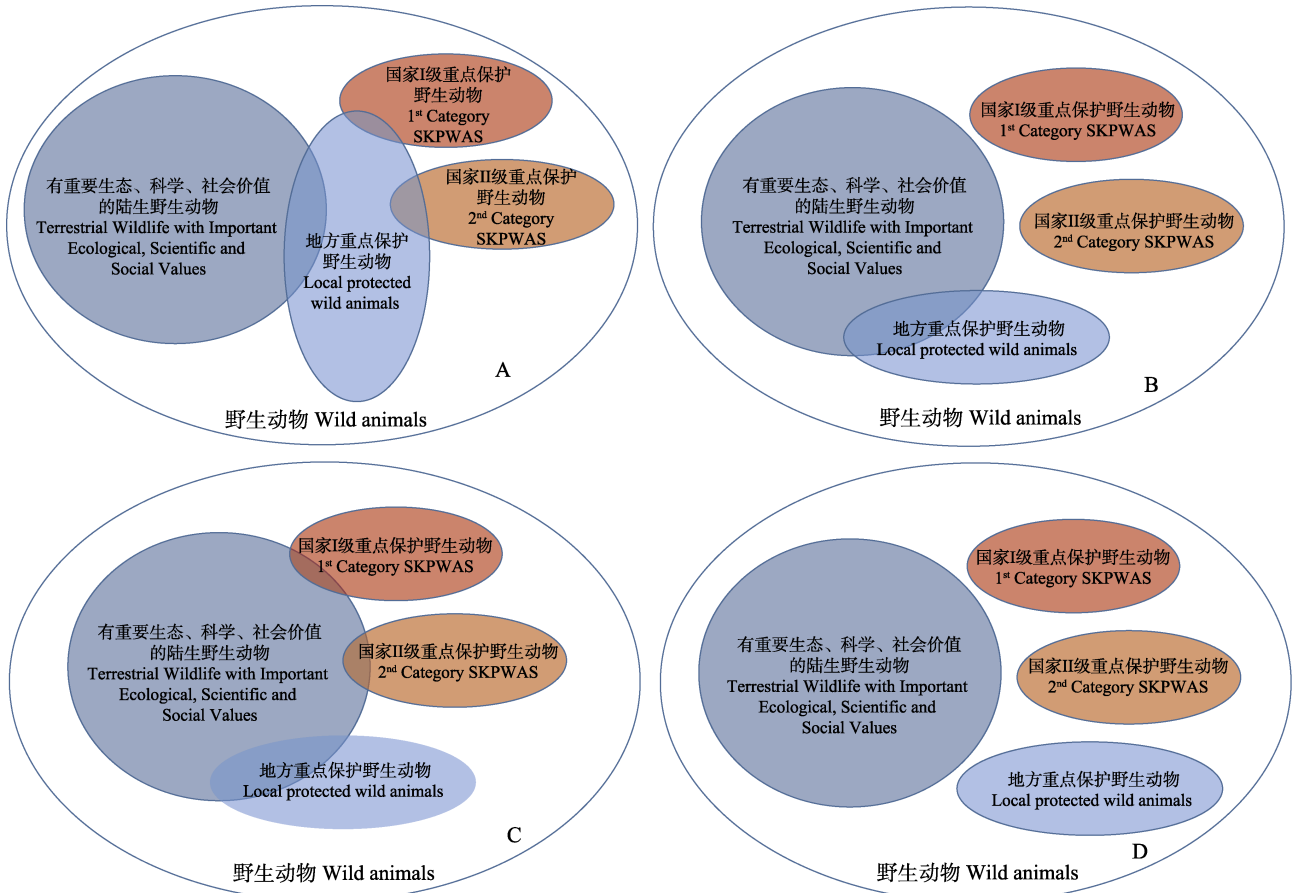 国家I级重点保护
野生动物
1st Category
SKPWAS
有重要生态、科学、社会价值
的陆生野生动物
Terrestrial Wildlife with Important
Ecological, Scientific and
Social Values
国家II级重点保护
野生动物
2nd Category
SKPWAS
地方重点保护
野生动物
Local protected
wild animals
A
野生动物 Wild animals
国家I级重点保护野生动物
1st Category SKPWAS
有重要生态、科学、社会价值
的陆生野生动物
Terrestrial Wildlife with Important
Ecological, Scientific and
Social Values
国家II级重点保护野生动物
2nd Category SKPWAS
地方重点保护野生动物
Local protected wild animals
B
野生动物 Wild animals
国家I级重点保护野生动物
1st Category SKPWAS
有重要生态、科学、社会价值
的陆生野生动物
Terrestrial Wildlife with Important
Ecological, Scientific and
Social Values
国家II级重点保护野生动物
2nd Category SKPWAS
地方重点保护野生动物
Local protected wild animals
C
野生动物 Wild animals
国家I级重点保护野生动物
1st Category SKPWAS
有重要生态、科学、社会价值
的陆生野生动物
Terrestrial Wildlife with Important
Ecological, Scientific and
Social Values
国家II级重点保护野生动物
2nd Category SKPWAS
地方重点保护野生动物
Local protected wild animals
D
野生动物 Wild animals